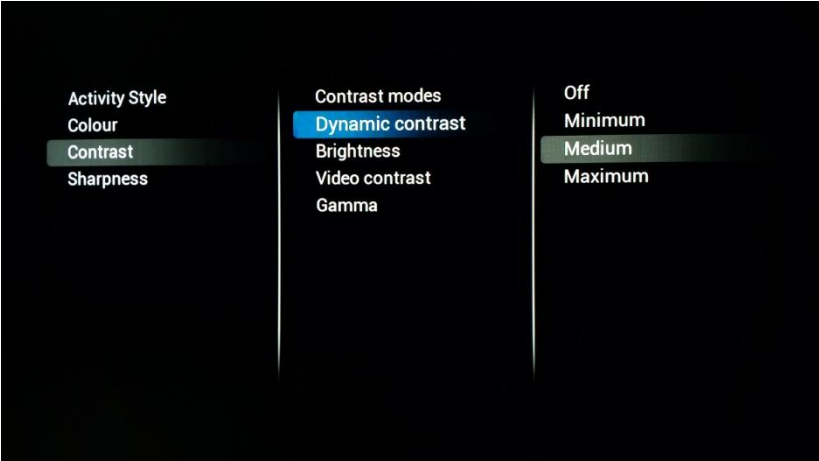 Activity Style
Colour
Contrast
Sharpness
Contrast modes
Dynamic contrast
Brightness
Video contrast
Gamma
Off
Minimum
Medium
Maximum